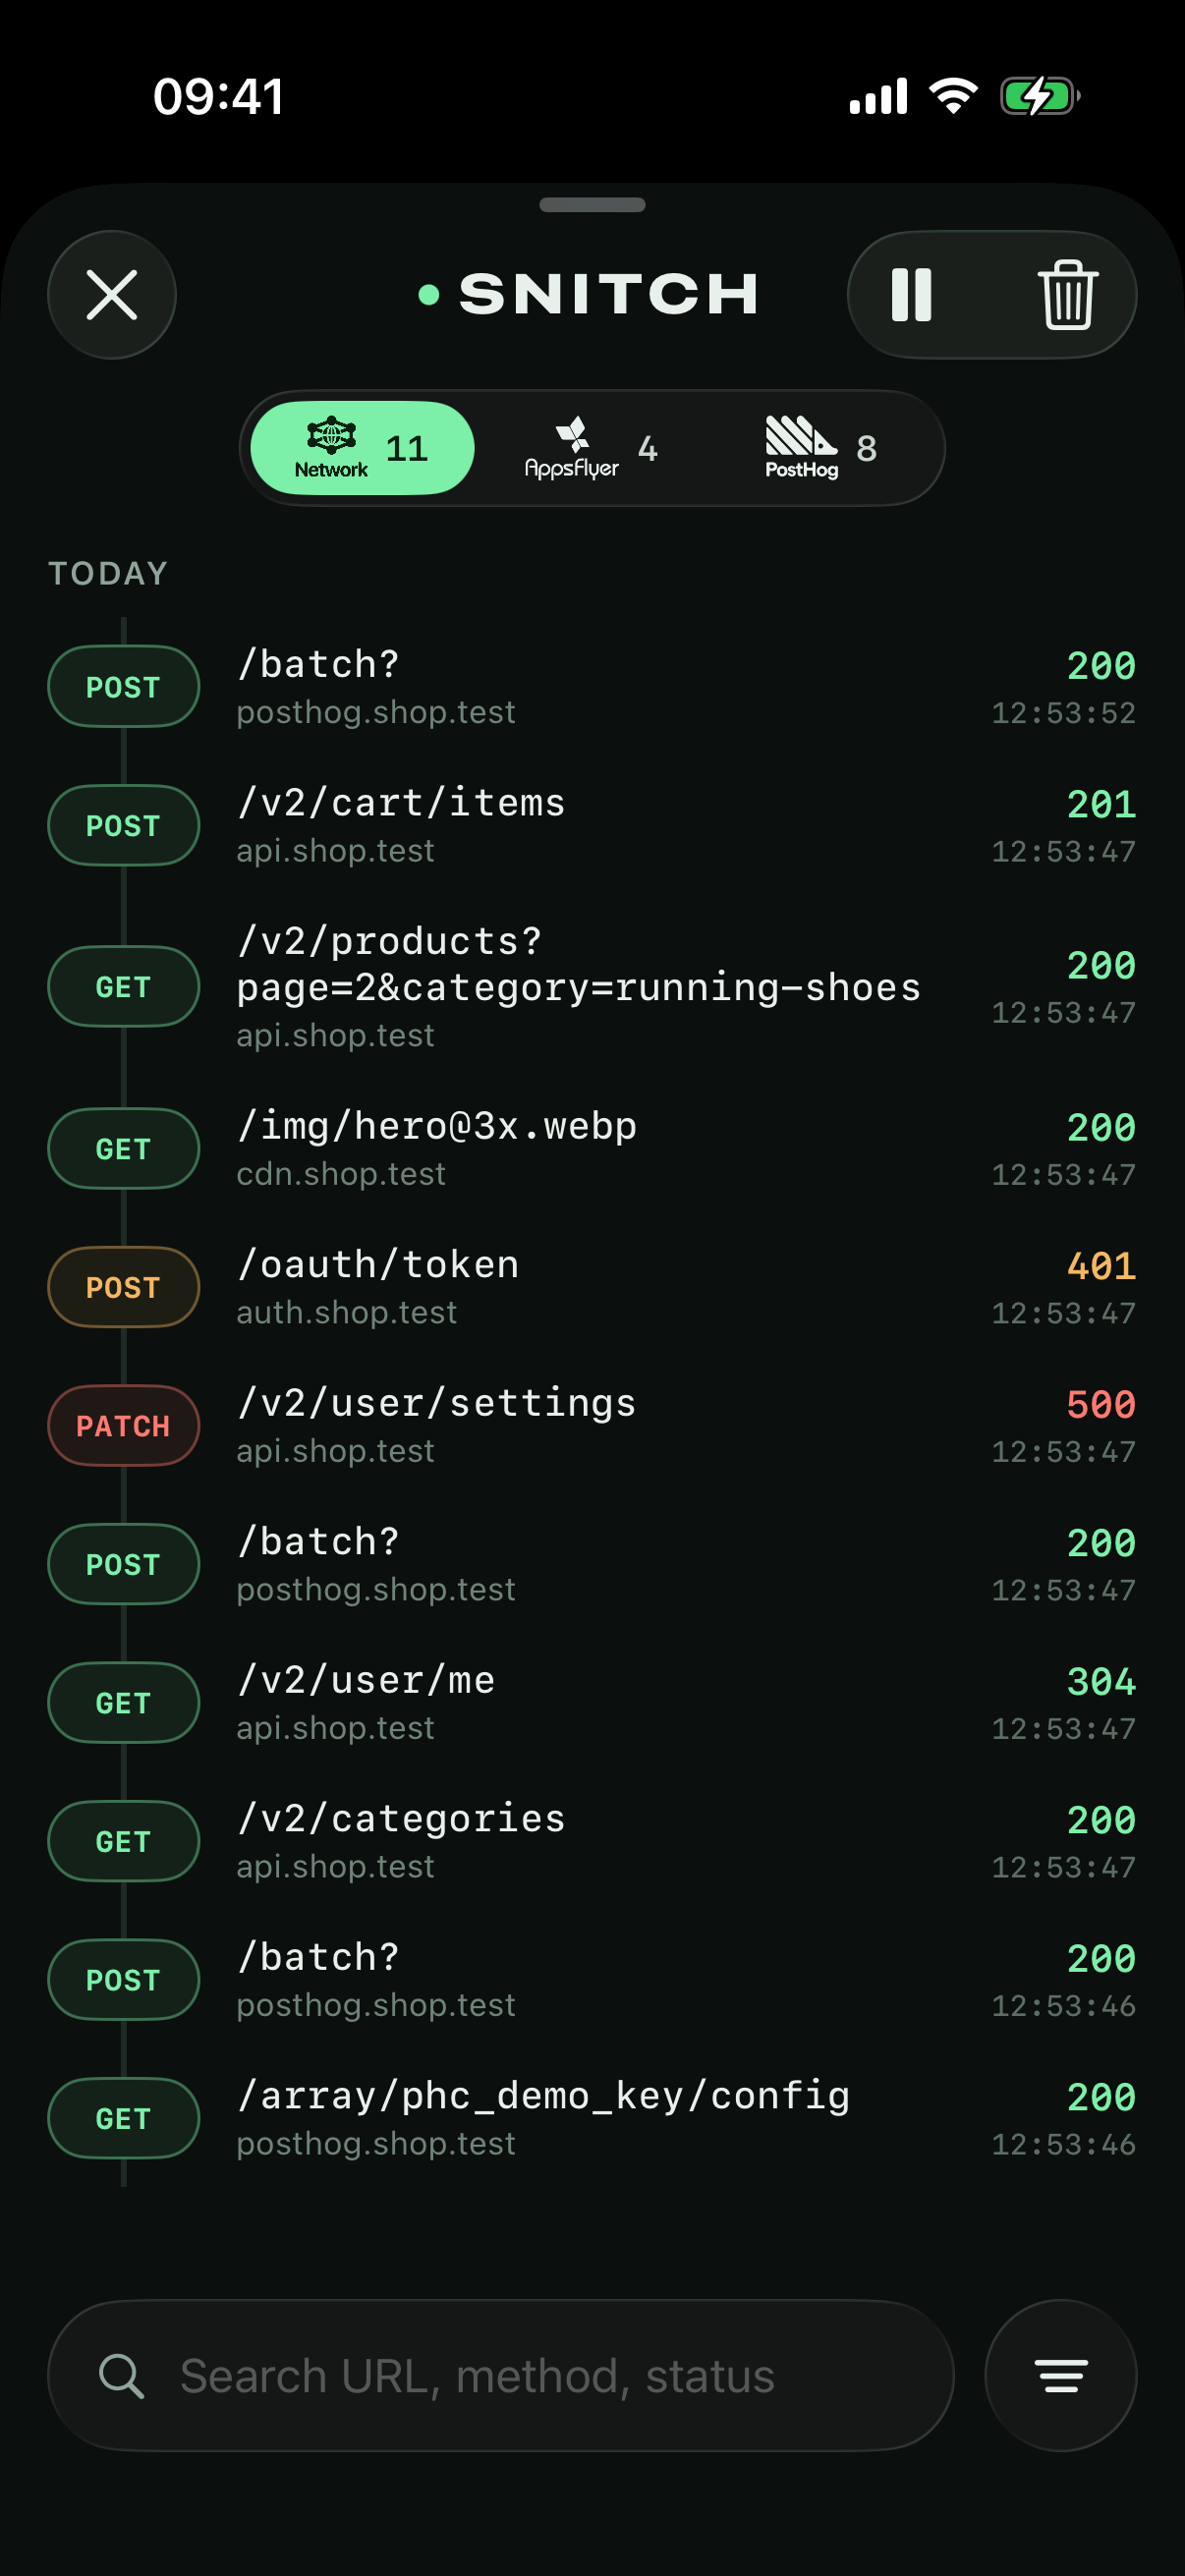 09:41
SNITCH
Network 11
AppsFlyer 4
PostHog 8
TODAY
POST
/batch?
200
posthog.shop.test
12:53:52
POST
/v2/cart/items
201
api.shop.test
12:53:47
GET
/v2/products?
page=2&category=running-shoes
200
api.shop.test
12:53:47
GET
/img/hero@3x.webp
200
cdn.shop.test
12:53:47
POST
/oauth/token
401
auth.shop.test
12:53:47
PATCH
/v2/user/settings
500
api.shop.test
12:53:47
POST
/batch?
200
posthog.shop.test
12:53:47
GET
/v2/user/me
304
api.shop.test
12:53:47
GET
/v2/categories
200
api.shop.test
12:53:47
POST
/batch?
200
posthog.shop.test
12:53:46
GET
/array/phc_demo_key/config
200
posthog.shop.test
12:53:46
Search URL, method, status